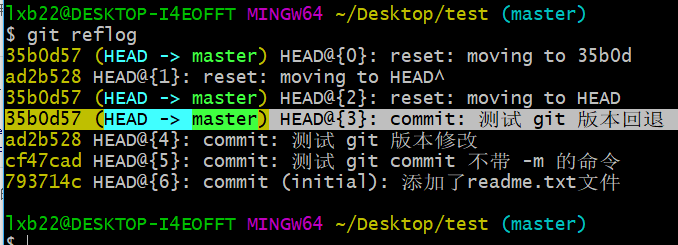 lxb22@DESKTOP-I4EOFFT MINGW64 ~/Desktop/test (master)
$ git reflog
35b0d57 (HEAD -> master) HEAD@{0}: reset: moving to 35b0d
ad2b528 HEAD@{1}: reset: moving to HEAD^
35b0d57 (HEAD -> master) HEAD@{2}: reset: moving to HEAD
35b0d57 (HEAD -> master) HEAD@{3}: commit: 测试 git 版本回退
ad2b528 HEAD@{4}: commit: 测试 git 版本修改
cf47cad HEAD@{5}: commit: 测试 git commit 不带 -m 的命令
793714c HEAD@{6}: commit (initial): 添加了readme.txt文件
lxb22@DESKTOP-I4EOFFT MINGW64 ~/Desktop/test (master)
$